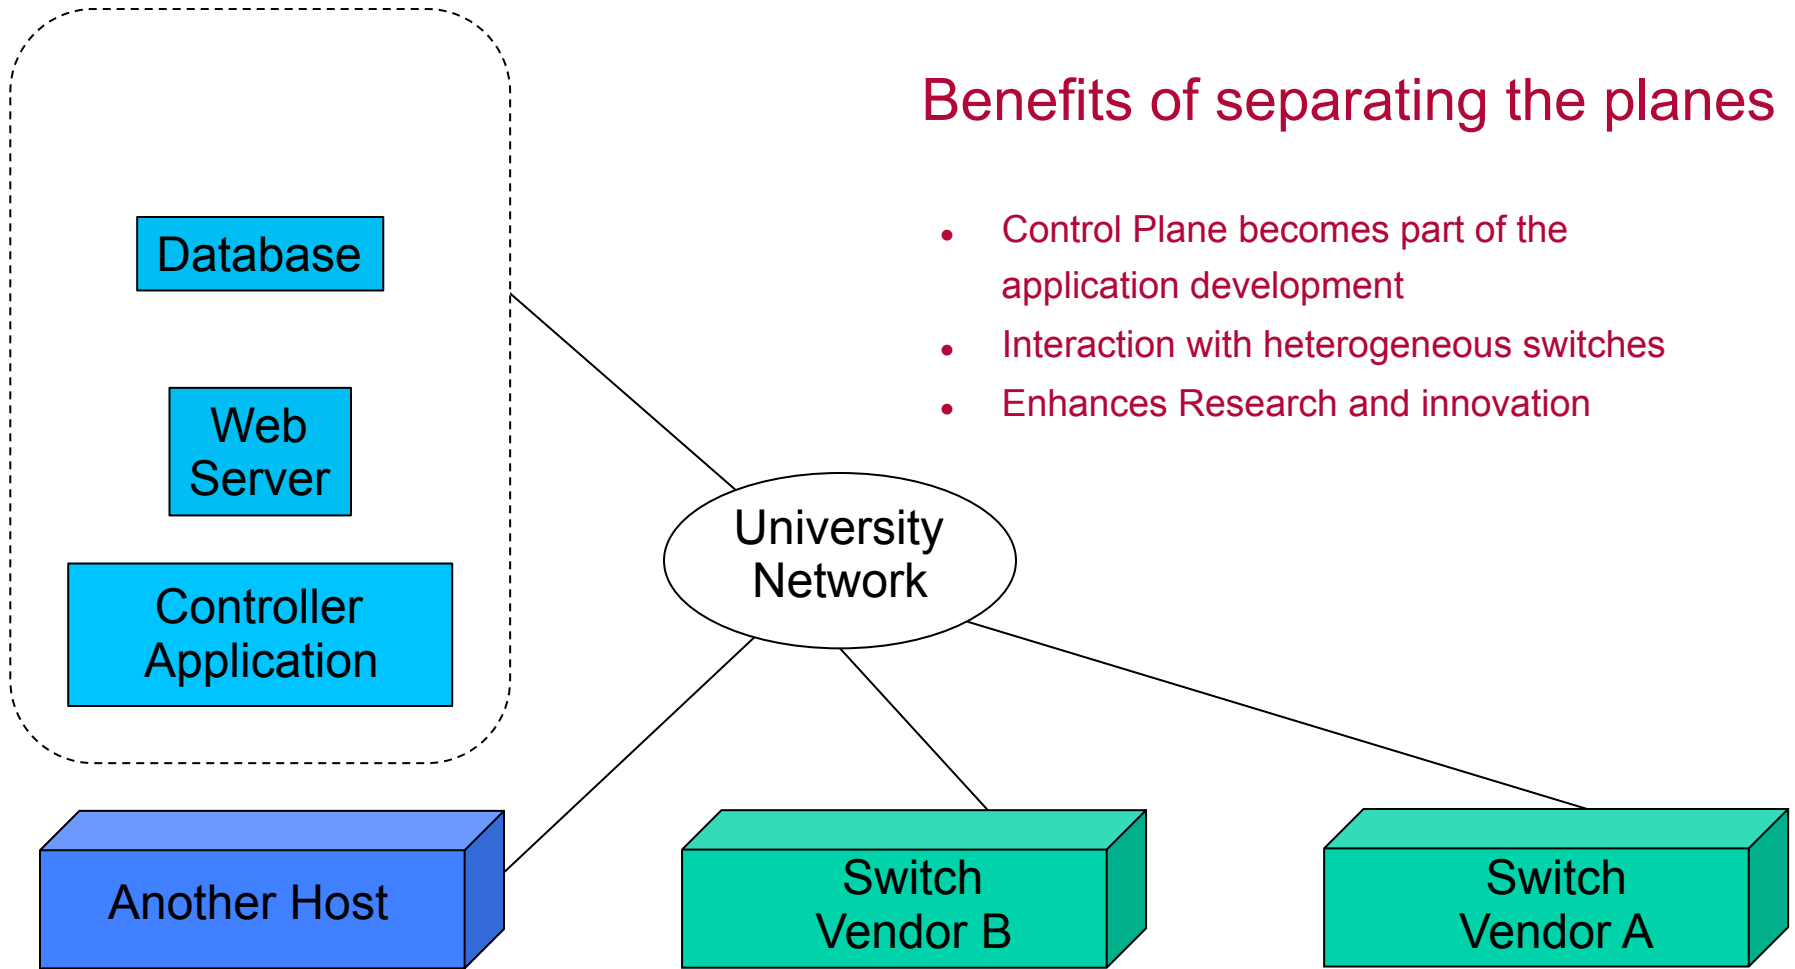 Benefits of separating the planes
• Control Plane becomes part of the
application development
• Interaction with heterogeneous switches
• Enhances Research and innovation
Database
Web
Server
Controller
Application
University
Network
Another Host
Switch
Vendor B
Switch
Vendor A